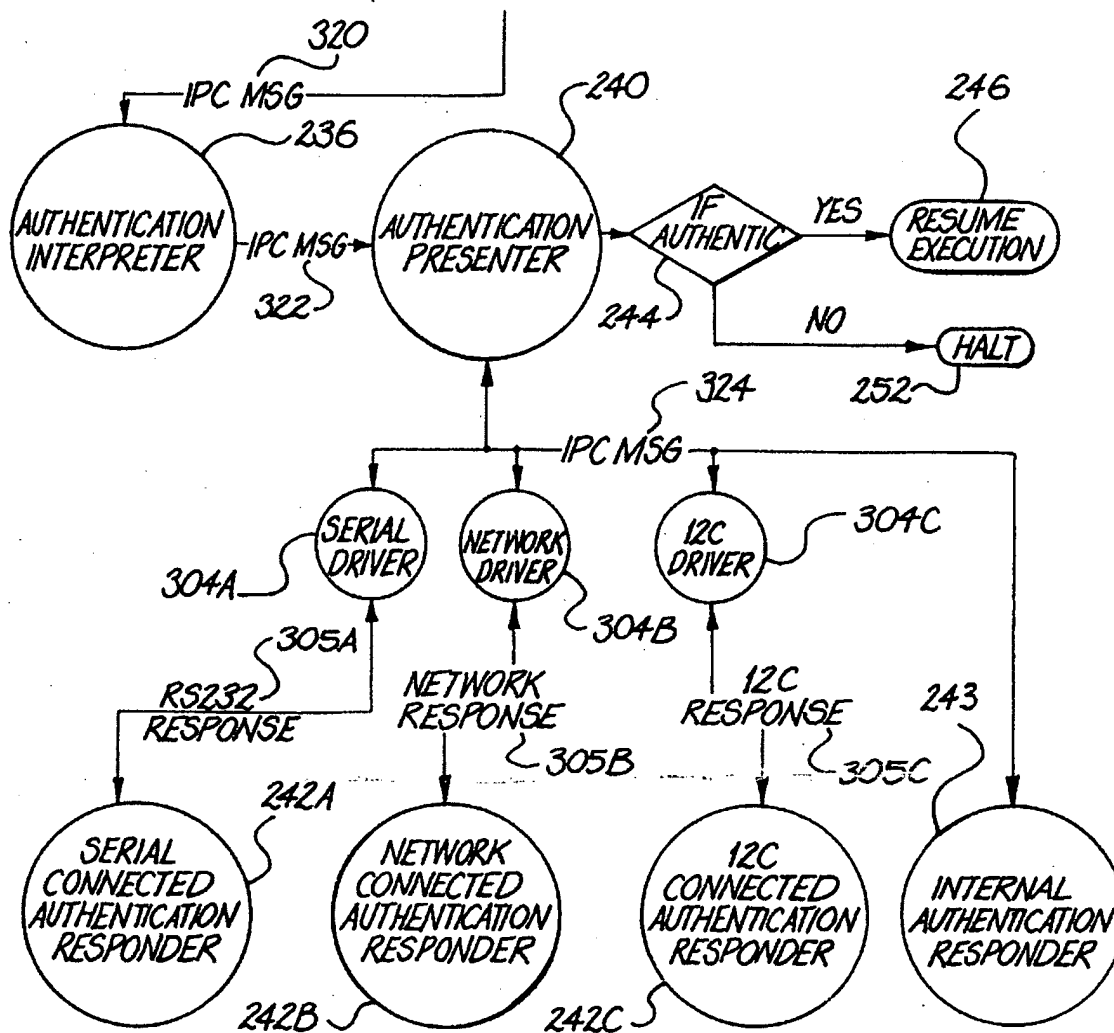 320
IPC MSG
236
240
246
AUTHENTICATION
INTERPRETER
IPC MSG
322
AUTHENTICATION
PRESENTER
IF
AUTHENTIC
244
YES
RESUME
EXECUTION
NO
HALT
252
324
IPC MSG
SERIAL
DRIVER
304A
NETWORK
DRIVER
304B
12C
DRIVER
304C
305A
RS232
RESPONSE
NETWORK
RESPONSE
305B
12C
RESPONSE
305C
243
242A
SERIAL
CONNECTED
AUTHENTICATION
RESPONDER
NETWORK
CONNECTED
AUTHENTICATION
RESPONDER
242B
12C
CONNECTED
AUTHENTICATION
RESPONDER
242C
INTERNAL
AUTHENTICATION
RESPONDER